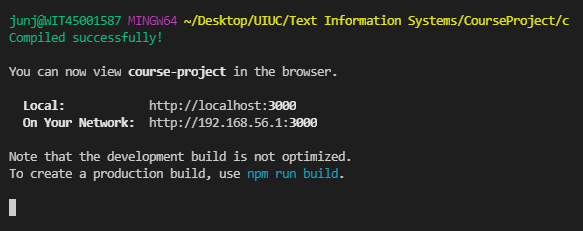 junj@WIT45001587 MINGW64 ~/Desktop/UIUC/Text Information Systems/CourseProject/c
Compiled successfully!
You can now view course-project in the browser.
Local: http://localhost:3000
On Your Network: http://192.168.56.1:3000
Note that the development build is not optimized.
To create a production build, use npm run build.